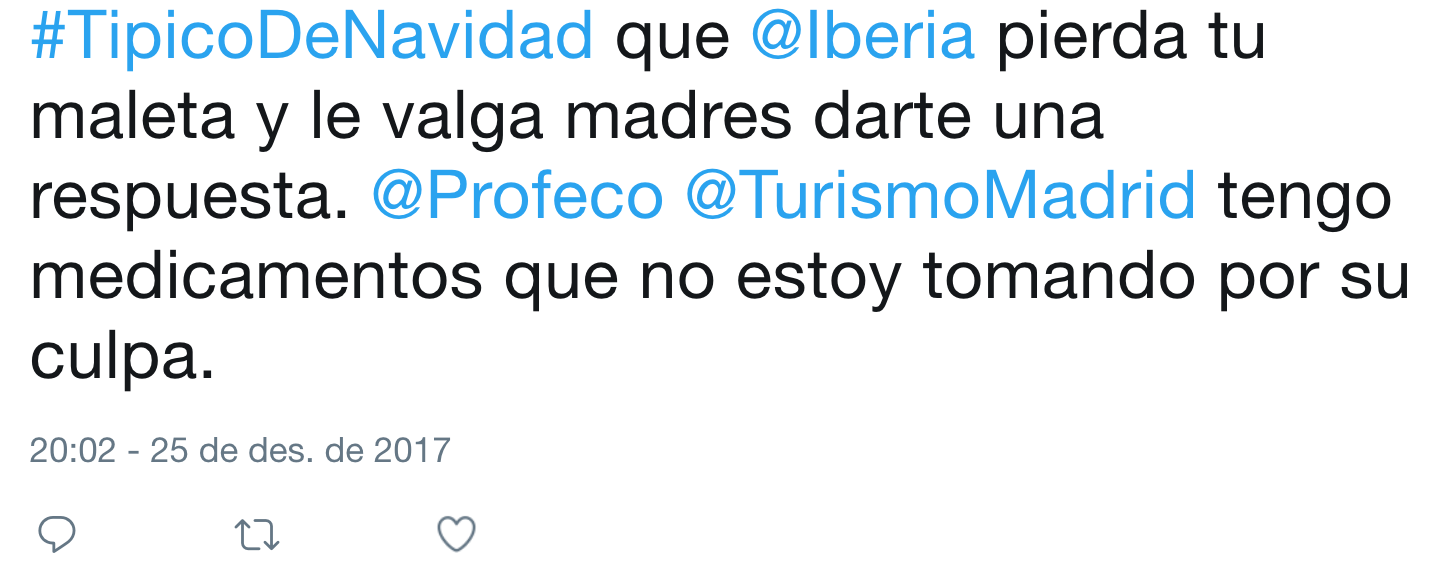 #TipicoDeNavidad que @Iberia pierda tu
maleta y le valga madres darte una
respuesta. @Profeco @TurismoMadrid tengo
medicamentos que no estoy tomando por su
culpa.
20:02 - 25 de des. de 2017